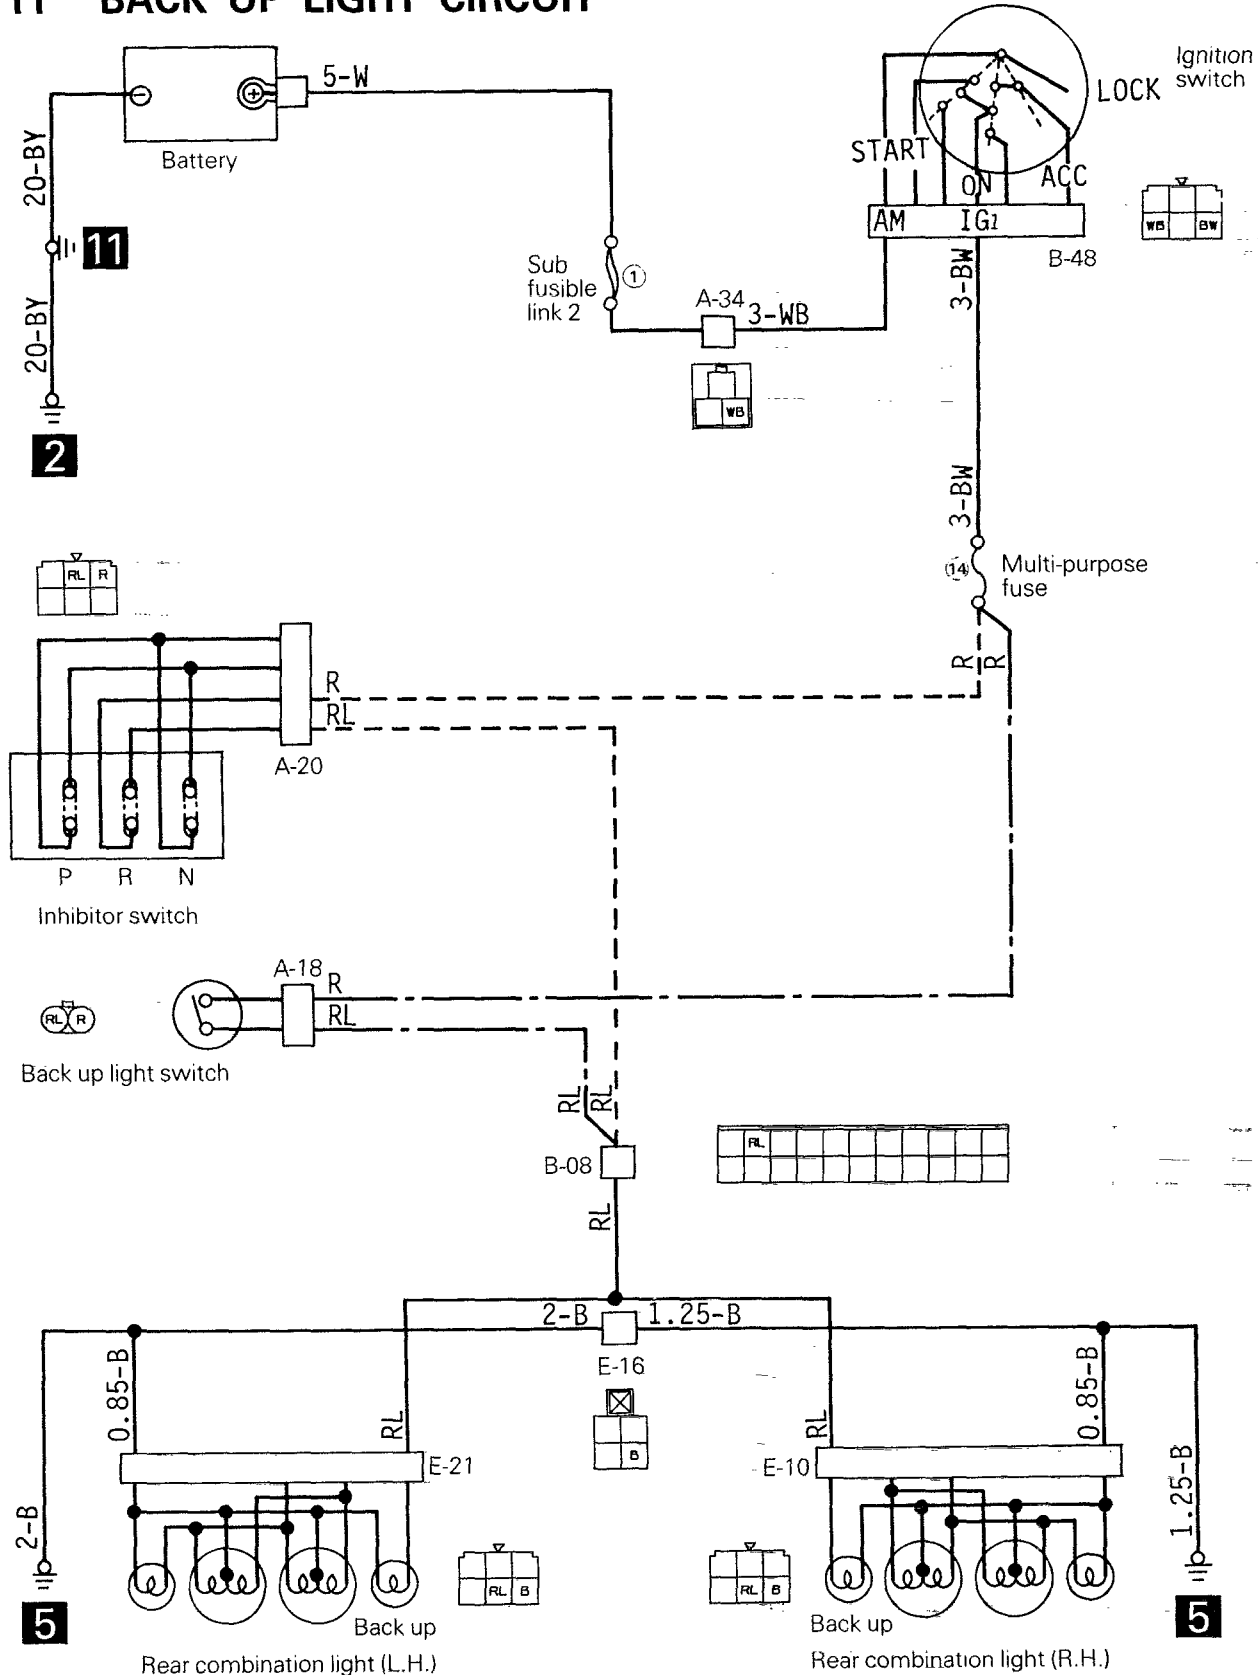 11 BACK UP LIGHT CIRCUIT
5-W
Battery
20-BY
11
20-BY
2
Ignition
switch
LOCK
START
ON
ACC
AM IG1
B-48
WB BW
Sub
fusible
link 2
1
A-34
3-WB
WB
3-BW
3-BW
14
Multi-purpose
fuse
R
R
RL R
R
RL
A-20
P R N
Inhibitor switch
A-18
R
RL
RL R
Back up light switch
RL
RL
B-08
RL
RL
2-B
1.25-B
E-16
B
0.85-B
RL
E-21
2-B
5
RL B
Back up
Rear combination light (L.H.)
RL
0.85-B
E-10
1.25-B
5
RL B
Back up
Rear combination light (R.H.)